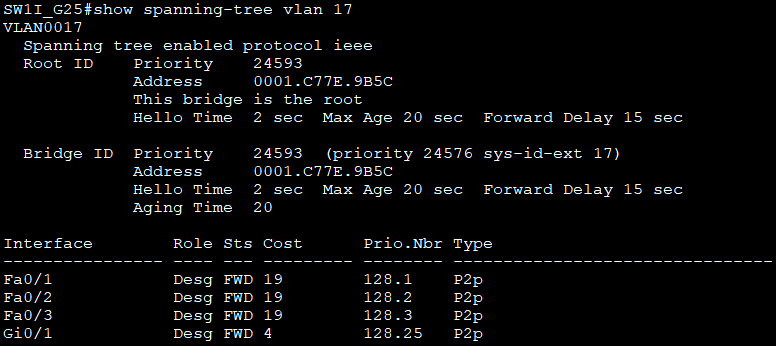 SW1I_G25#show spanning-tree vlan 17
VLAN0017
  Spanning tree enabled protocol ieee
  Root ID    Priority    24593
             Address     0001.C77E.9B5C
             This bridge is the root
             Hello Time  2 sec  Max Age 20 sec  Forward Delay 15 sec

  Bridge ID  Priority    24593  (priority 24576 sys-id-ext 17)
             Address     0001.C77E.9B5C
             Hello Time  2 sec  Max Age 20 sec  Forward Delay 15 sec
             Aging Time  20

Interface        Role Sts Cost      Prio.Nbr Type
---------------- ---- --- --------- -------- --------------------------------
Fa0/1            Desg FWD 19        128.1    P2p
Fa0/2            Desg FWD 19        128.2    P2p
Fa0/3            Desg FWD 19        128.3    P2p
Gi0/1            Desg FWD 4         128.25   P2p